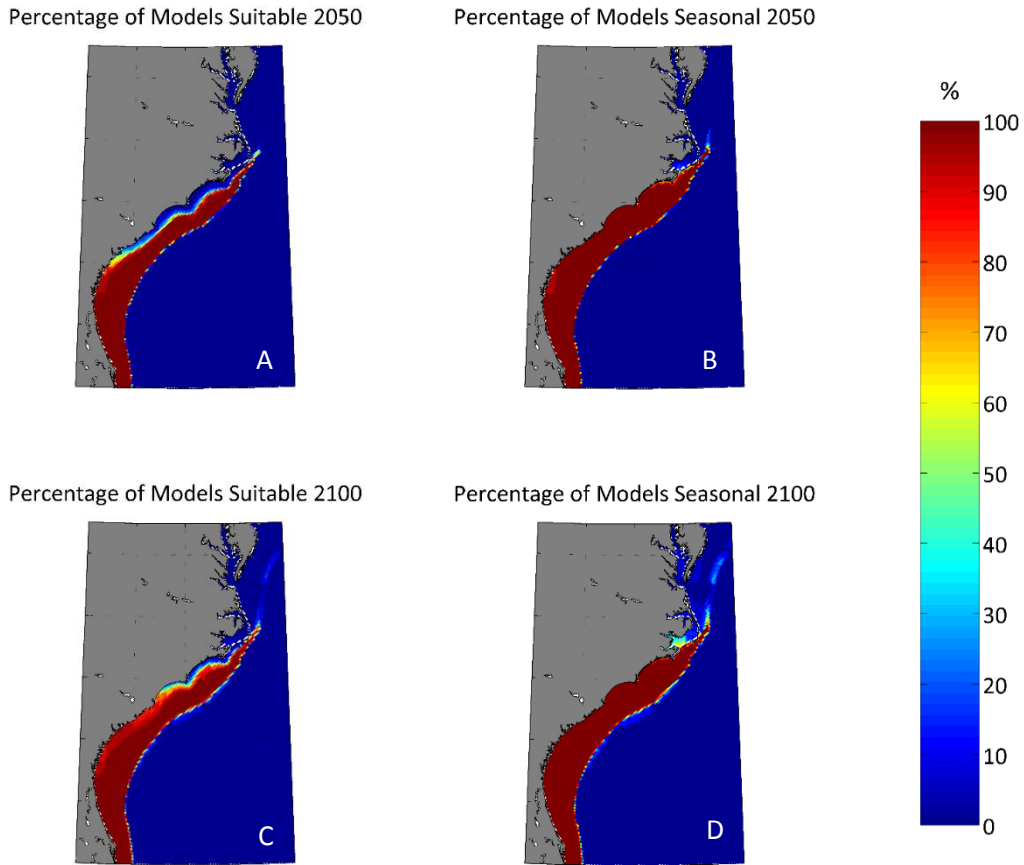 Percentage of Models Suitable 2050
Percentage of Models Seasonal 2050
%
100
90
80
70
60
50
40
30
20
10
0
A
B
Percentage of Models Suitable 2100
Percentage of Models Seasonal 2100
C
D